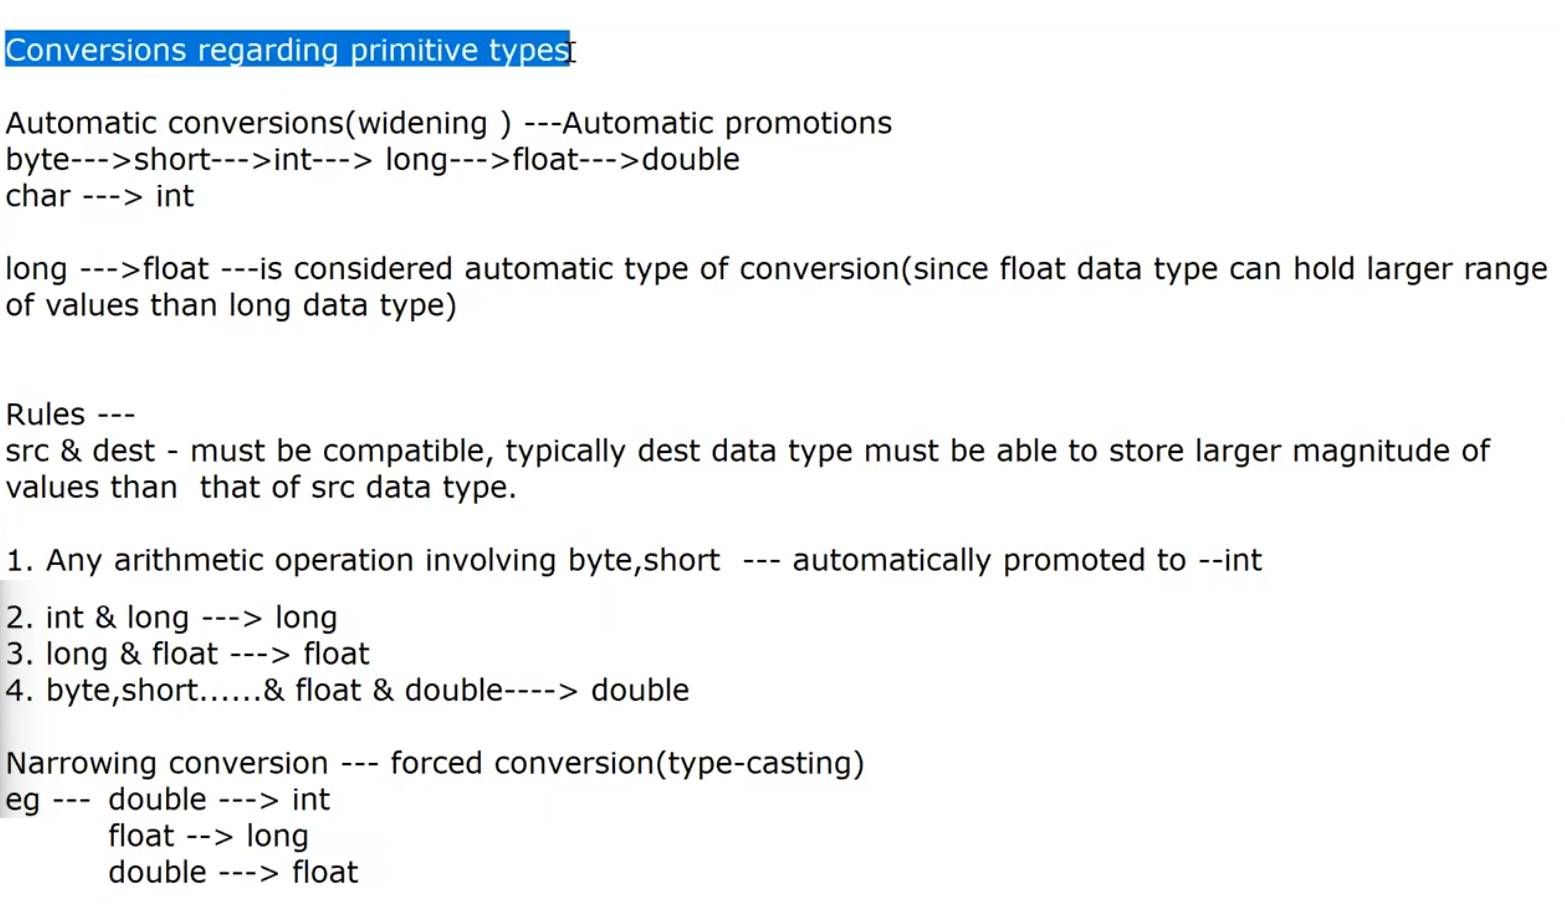 Conversions regarding primitive types
Automatic conversions(widening ) ---Automatic promotions
byte--->short--->int---> long--->float--->double
char ---> int
long --->float ---is considered automatic type of conversion(since float data type can hold larger range
of values than long data type)
Rules ---
src & dest - must be compatible, typically dest data type must be able to store larger magnitude of
values than  that of src data type.
1. Any arithmetic operation involving byte,short  --- automatically promoted to --int
2. int & long ---> long
3. long & float ---> float
4. byte,short......& float & double----> double
Narrowing conversion --- forced conversion(type-casting)
eg ---  double ---> int
float --> long
double ---> float